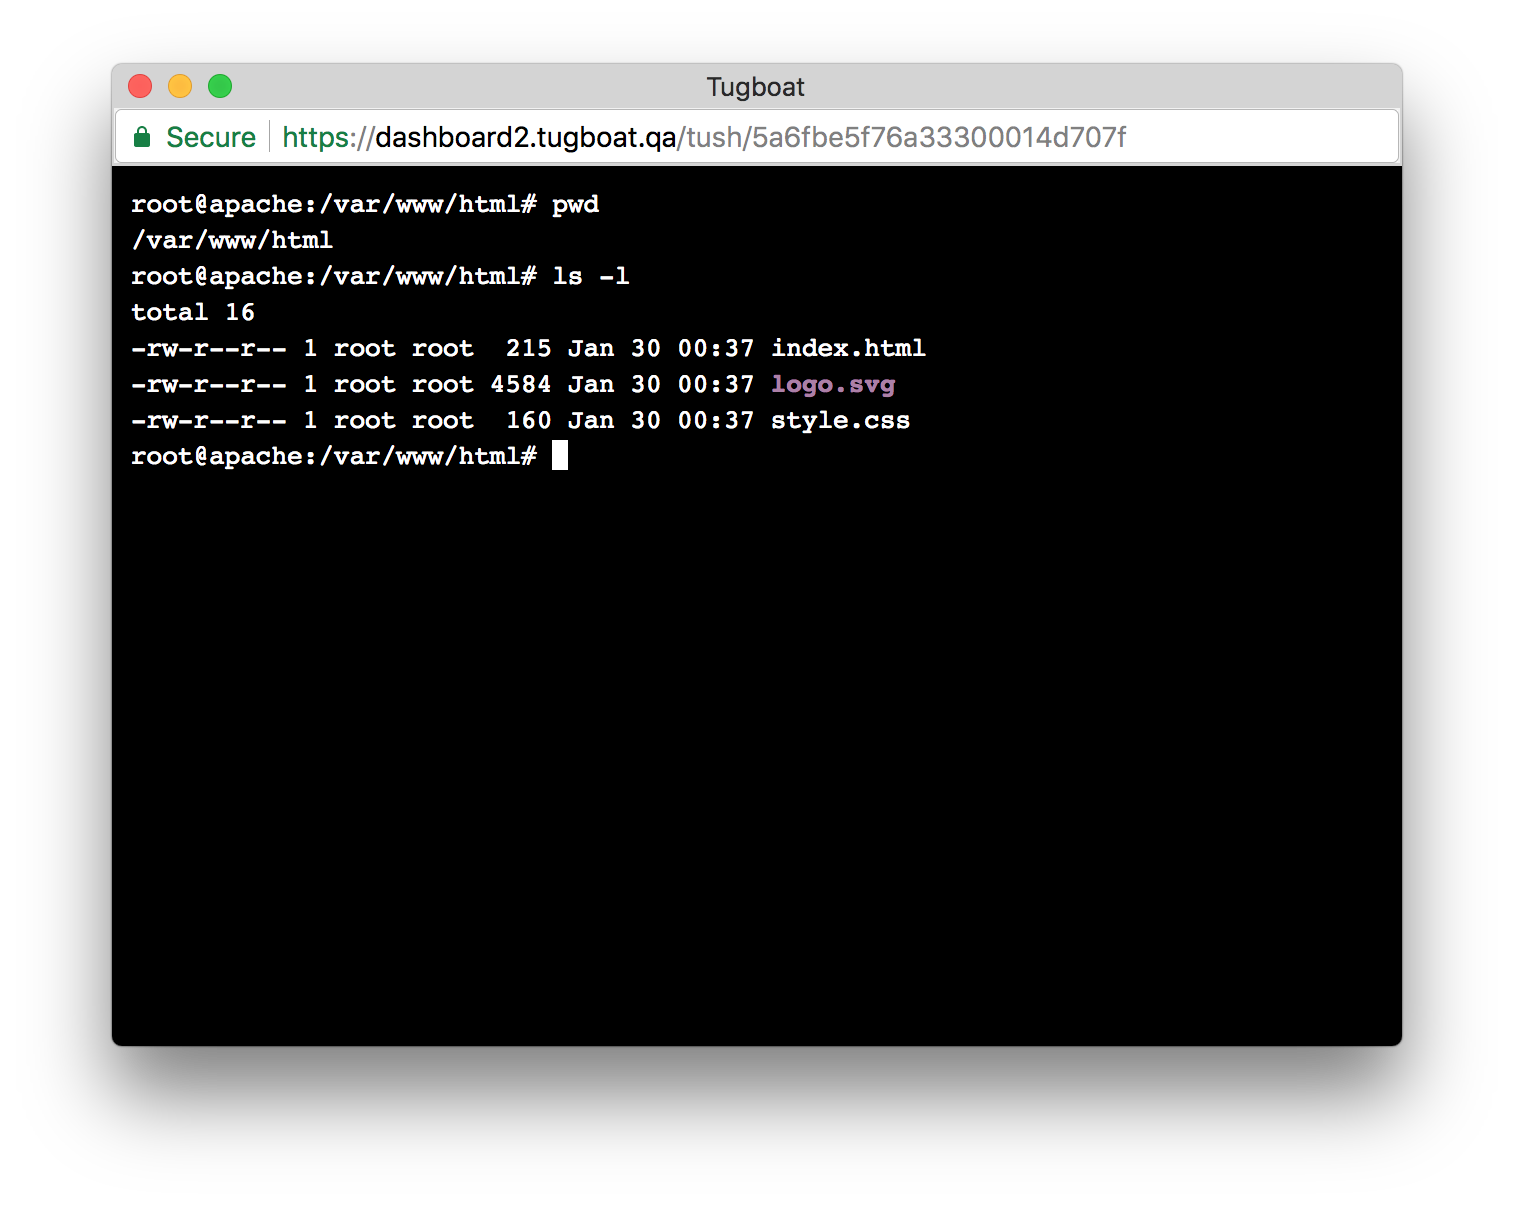 Tugboat
Secure https://dashboard2.tugboat.qa/tush/5a6fbe5f76a33300014d707f
root@apache:/var/www/html# pwd
/var/www/html
root@apache:/var/www/html# ls -l
total 16
-rw-r--r-- 1 root root  215 Jan 30 00:37 index.html
-rw-r--r-- 1 root root 4584 Jan 30 00:37 logo.svg
-rw-r--r-- 1 root root  160 Jan 30 00:37 style.css
root@apache:/var/www/html#